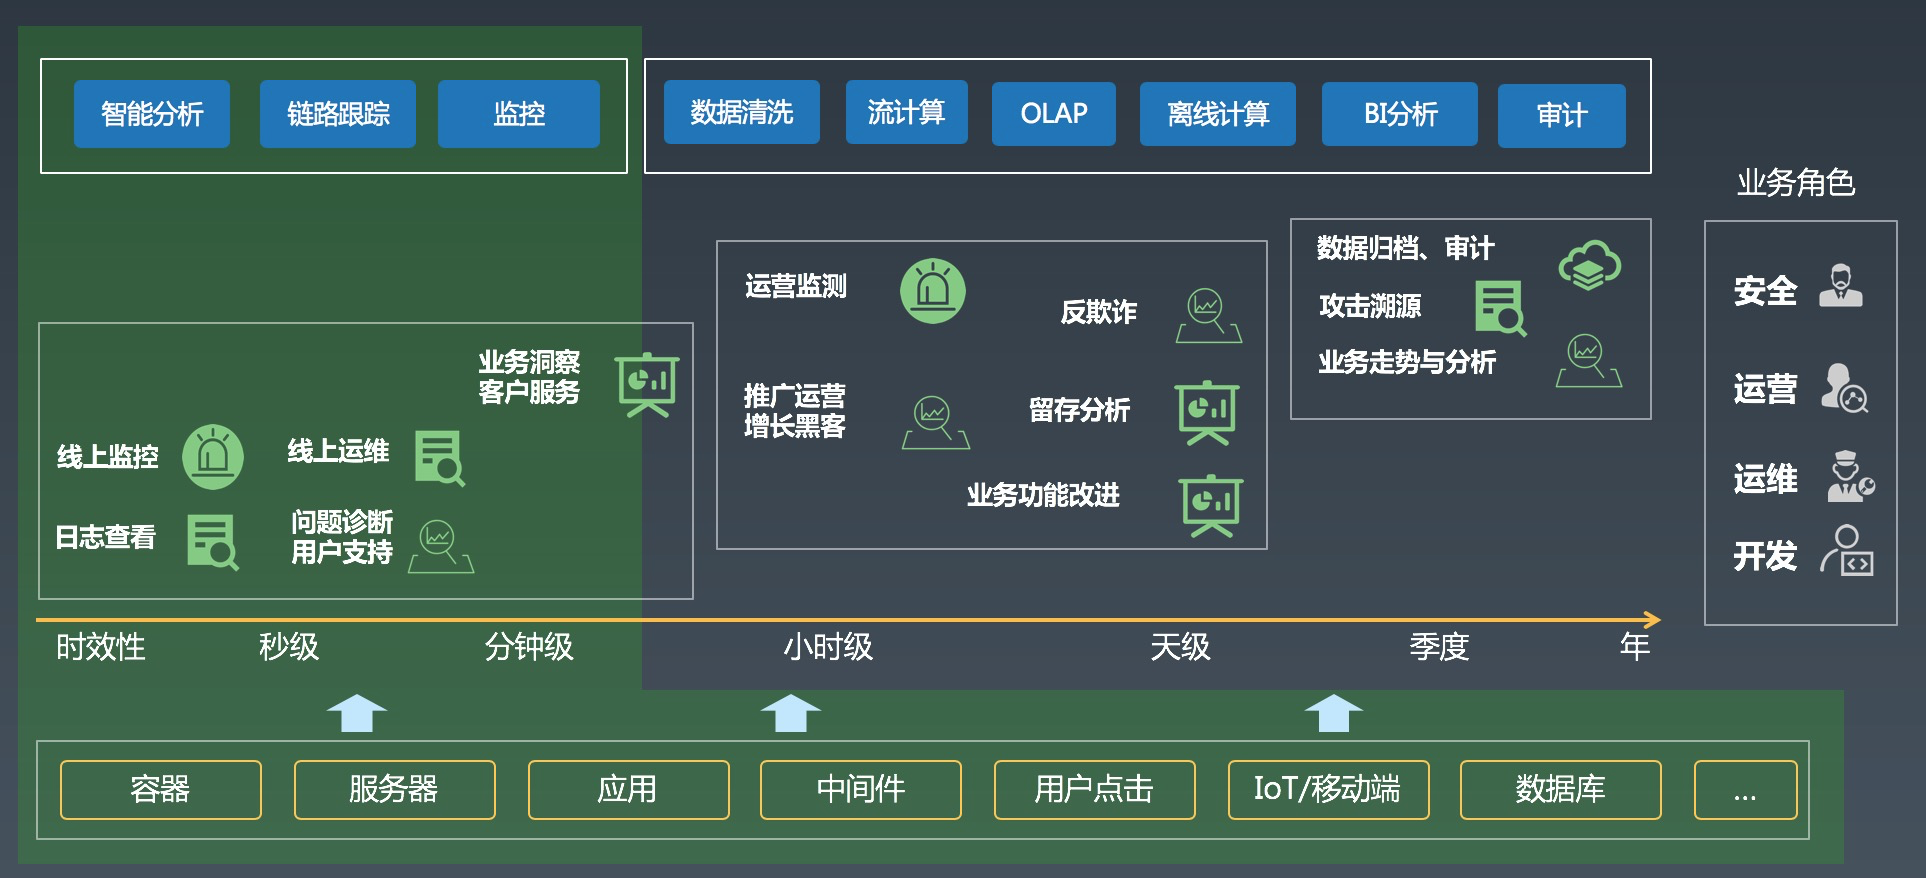 智能分析
链路跟踪
监控
数据清洗
流计算
OLAP
离线计算
BI分析
审计
业务洞察
客户服务
线上监控
线上运维
日志查看
问题诊断
用户支持
运营监测
反欺诈
推广运营
增长黑客
留存分析
业务功能改进
数据归档、审计
攻击溯源
业务走势与分析
业务角色
安全
运营
运维
开发
时效性
秒级
分钟级
小时级
天级
季度
年
容器
服务器
应用
中间件
用户点击
IoT/移动端
数据库
...